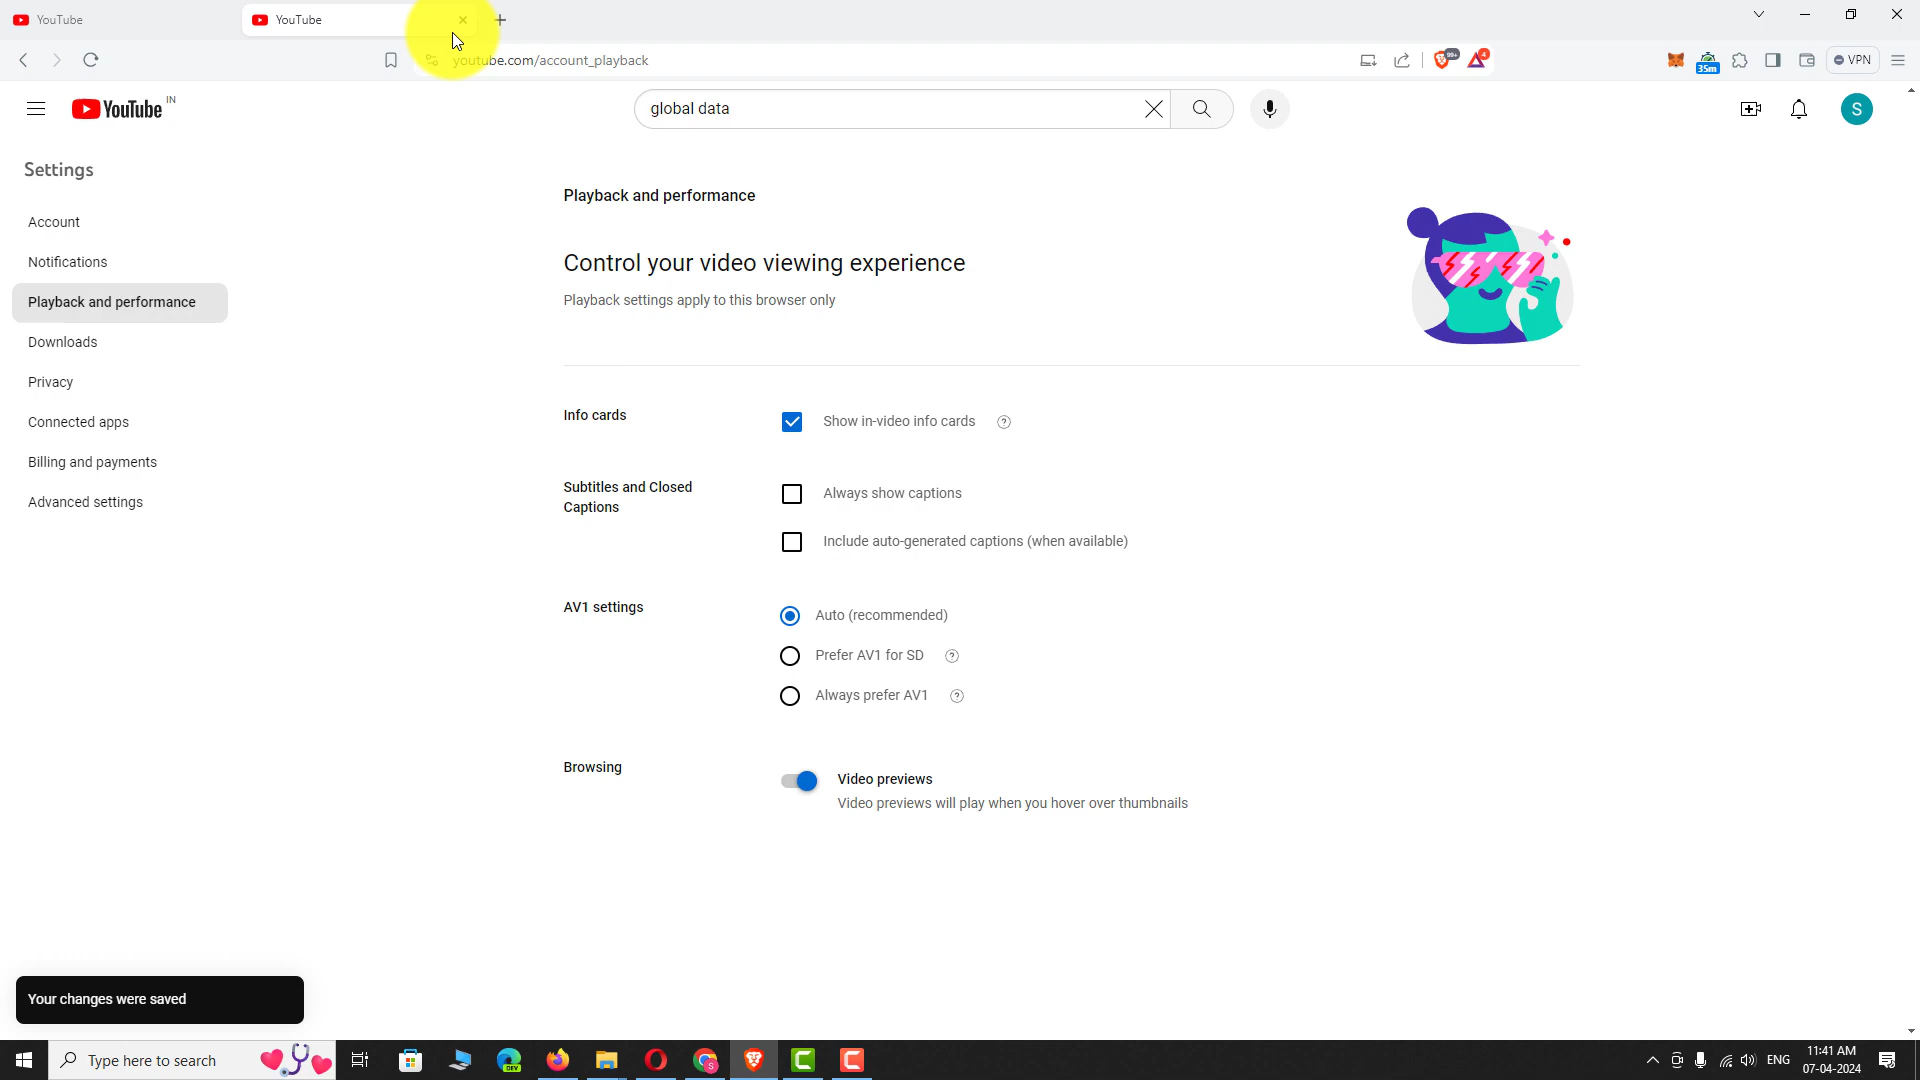 YouTube
YouTube
youtube.com/account_playback
99+
4
35m
VPN
YouTube IN
global data
S
Settings
Account
Notifications
Playback and performance
Downloads
Privacy
Connected apps
Billing and payments
Advanced settings
Playback and performance
Control your video viewing experience
Playback settings apply to this browser only
Info cards
Show in-video info cards
Subtitles and Closed
Captions
Always show captions
Include auto-generated captions (when available)
AV1 settings
Auto (recommended)
Prefer AV1 for SD
Always prefer AV1
Browsing
Video previews
Video previews will play when you hover over thumbnails
Your changes were saved
Type here to search
DEV
S
ENG
11:41 AM
07-04-2024